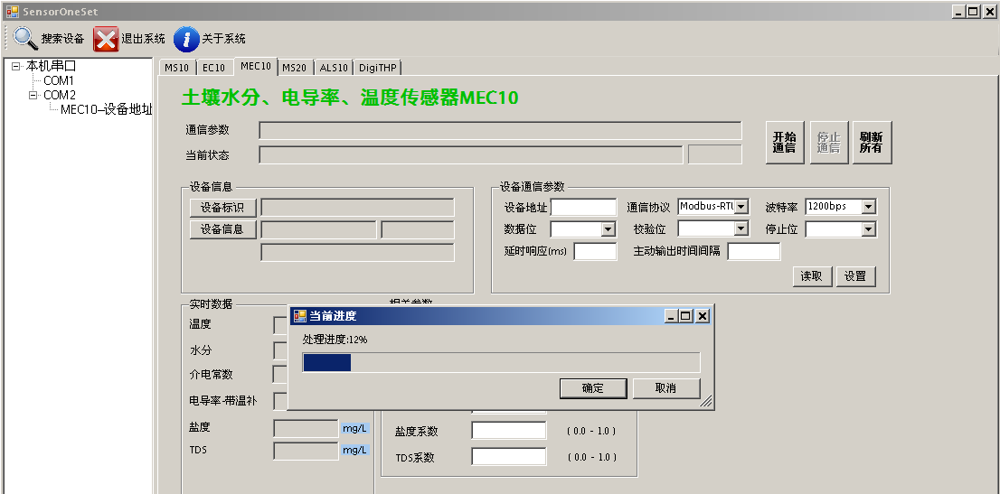 SensorOneSet
搜索设备 退出系统 关于系统
本机串口
COM1
COM2
MEC10--设备地址
MS10 EC10 MEC10 MS20 ALS10 DigiTHP
土壤水分、电导率、温度传感器MEC10
通信参数
当前状态
开始
通信
停止
通信
刷新
所有
设备信息
设备标识
设备信息
设备通信参数
设备地址 通信协议 Modbus-RTU 波特率 1200bps
数据位 校验位 停止位
延时响应(ms) 主动输出时间间隔
读取 设置
实时数据 相关参数
温度
水分
介电常数
电导率-带温补
盐度 mg/L
TDS mg/L
当前进度
处理进度:12%
确定 取消
盐度系数 ( 0.0 - 1.0 )
TDS系数 ( 0.0 - 1.0 )